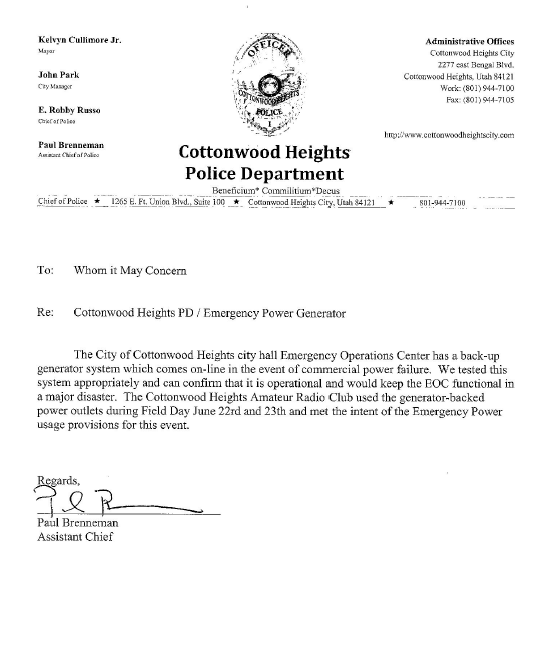 Kelvyn Cullimore Jr.
Mayor
John Park
City Manager
E. Robby Russo
Chief of Police
Paul Brenneman
Assistant Chief of Police
OFFICER
COTTONWOOD HEIGHTS
POLICE
1
Administrative Offices
Cottonwood Heights City
2277 east Bengal Blvd.
Cottonwood Heights, Utah 84121
Work: (801) 944-7100
Fax: (801) 944-7105
http://www.cottonwoodheightscity.com
Cottonwood Heights
Police Department
Beneficium* Commilitium*Decus
Chief of Police ★ 1265 E. Ft. Union Blvd., Suite 100 ★ Cottonwood Heights City, Utah 84121 ★ 801-944-7100
To: Whom it May Concern
Re: Cottonwood Heights PD / Emergency Power Generator
The City of Cottonwood Heights city hall Emergency Operations Center has a back-up
generator system which comes on-line in the event of commercial power failure. We tested this
system appropriately and can confirm that it is operational and would keep the EOC functional in
a major disaster. The Cottonwood Heights Amateur Radio Club used the generator-backed
power outlets during Field Day June 22rd and 23th and met the intent of the Emergency Power
usage provisions for this event.
Regards,
Paul Brenneman
Assistant Chief